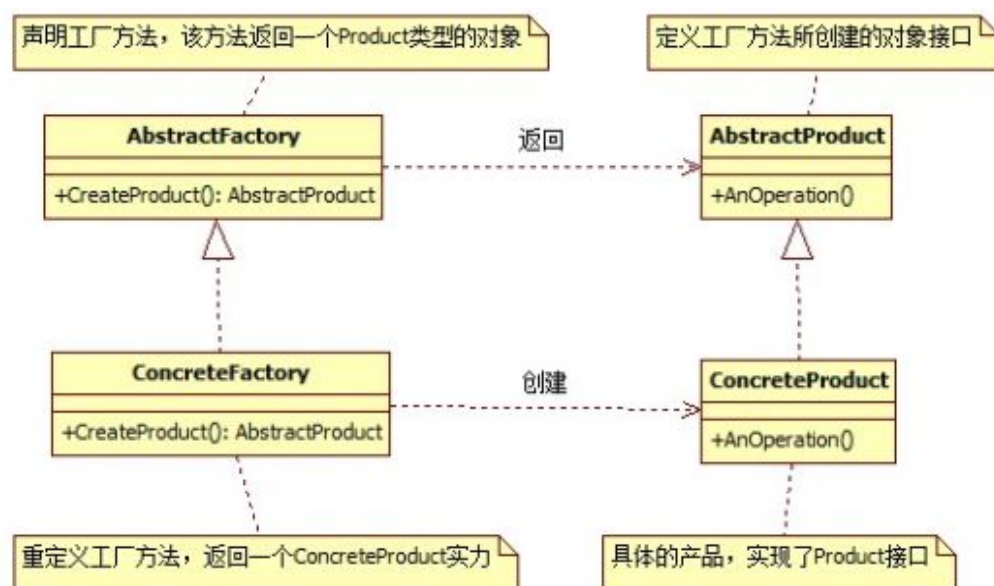 声明工厂方法，该方法返回一个Product类型的对象
定义工厂方法所创建的对象接口
AbstractFactory
+CreateProduct(): AbstractProduct
返回
AbstractProduct
+AnOperation()
ConcreteFactory
+CreateProduct(): AbstractProduct
创建
ConcreteProduct
+AnOperation()
重定义工厂方法，返回一个ConcreteProduct实力
具体的产品，实现了Product接口